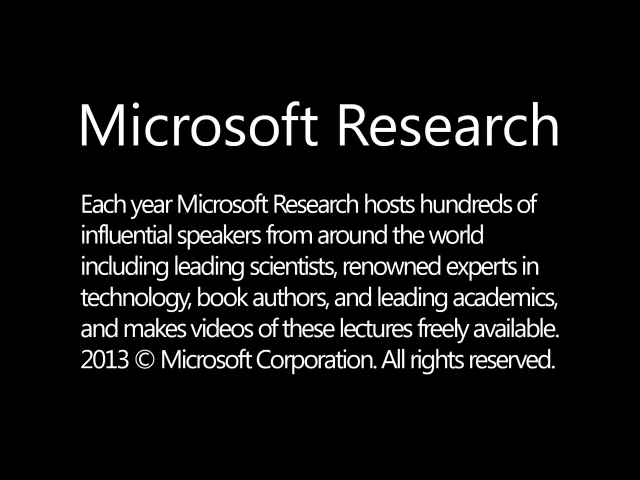 Microsoft Research
Each year Microsoft Research hosts hundreds of
influential speakers from around the world
including leading scientists, renowned experts in
technology, book authors, and leading academics,
and makes videos of these lectures freely available.
2013 © Microsoft Corporation. All rights reserved.